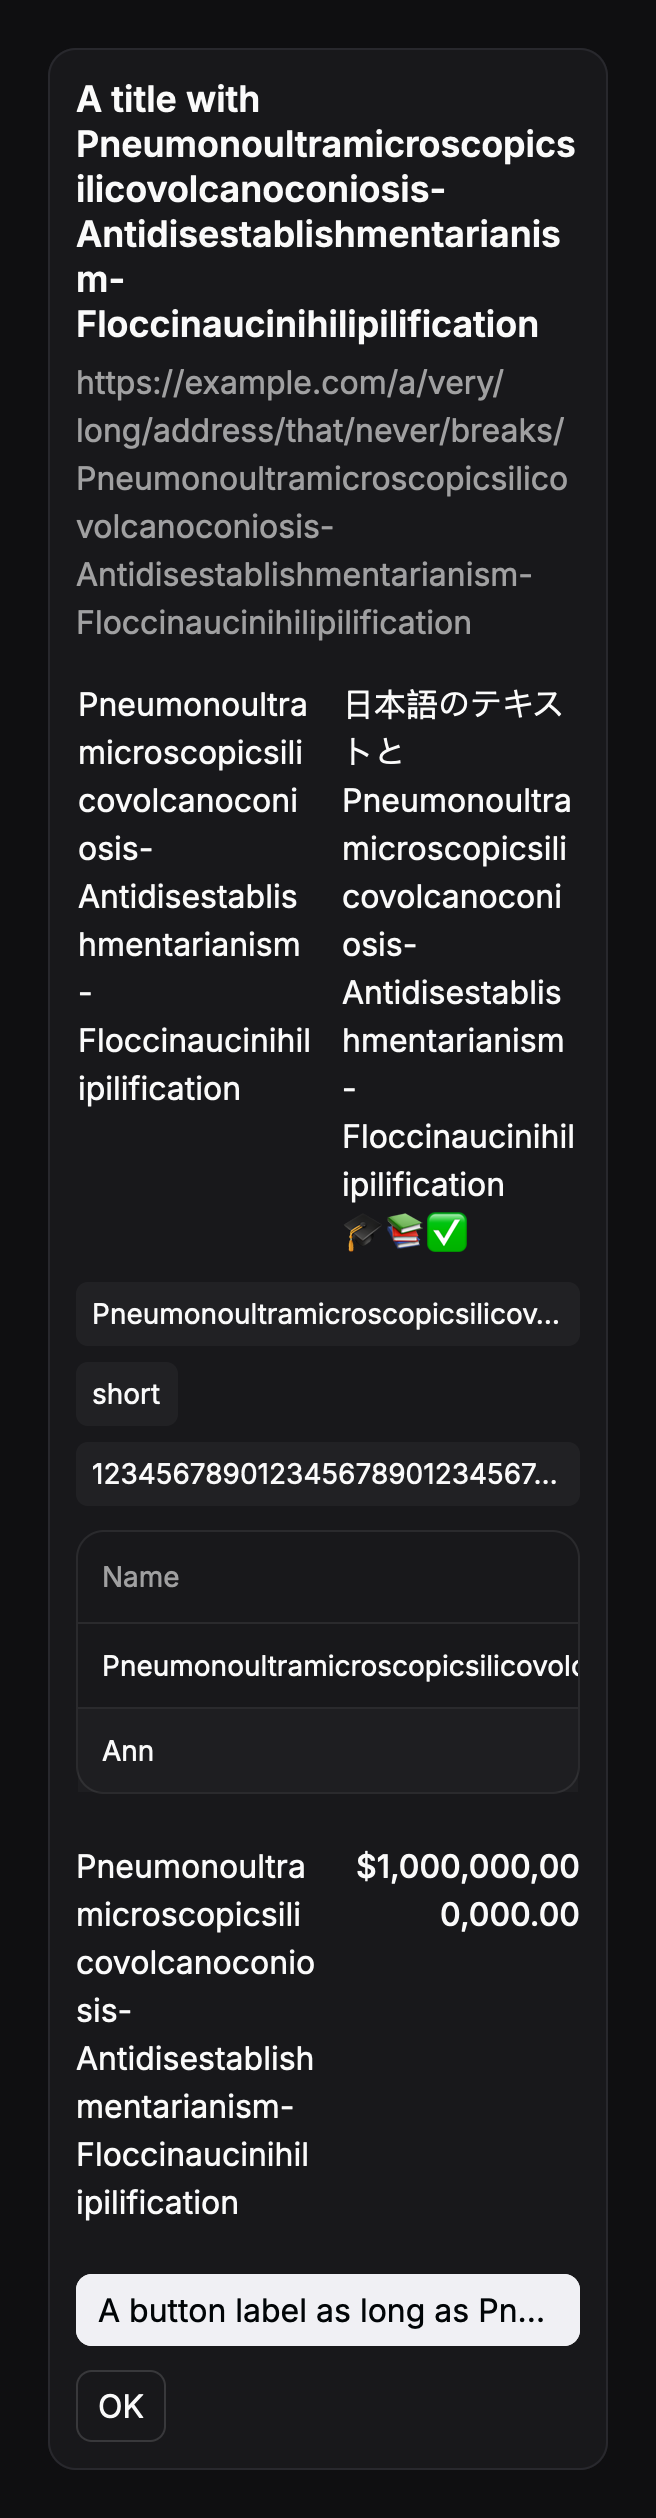 A title with
Pneumonoultramicroscopics
ilicovolcanoconiosis-
Antidisestablishmentarianis
m-
Floccinaucinihilipilification
https://example.com/a/very/
long/address/that/never/breaks/
Pneumonoultramicroscopicsilico
volcanoconiosis-
Antidisestablishmentarianism-
Floccinaucinihilipilification
Pneumonoultra
microscopicsili
covolcanoconi
osis-
Antidisestablis
hmentarianism
-
Floccinaucinihil
ipilification
日本語のテキス
トと
Pneumonoultra
microscopicsili
covolcanoconi
osis-
Antidisestablis
hmentarianism
-
Floccinaucinihil
ipilification
🎓📚✅
Pneumonoultramicroscopicsilicov...
short
123456789012345678901234567...
Name
Pneumonoultramicroscopicsilicovolc
Ann
Pneumonoultra
microscopicsili
covolcanoconio
sis-
Antidisestablish
mentarianism-
Floccinaucinihil
ipilification
$1,000,000,00
0,000.00
A button label as long as Pn...
OK